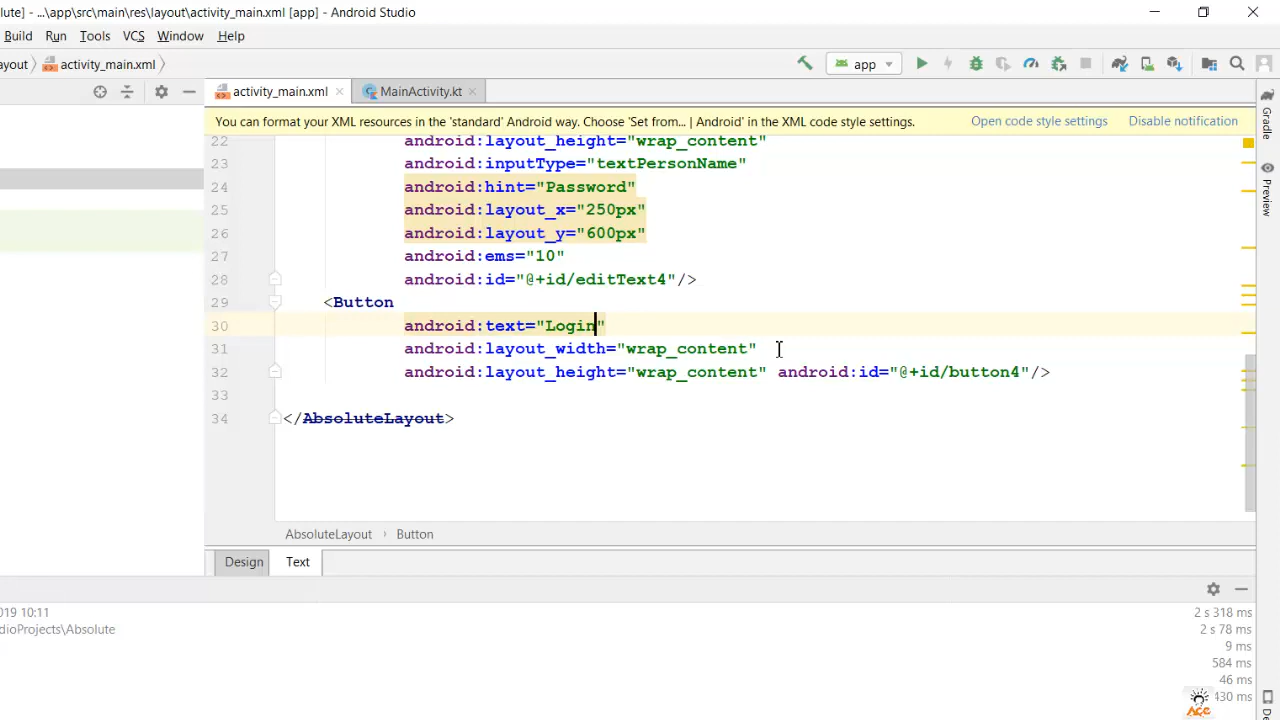 lute] - ...\app\src\main\res\layout\activity_main.xml [app] - Android Studio
Build Run Tools VCS Window Help
ayout activity_main.xml app
activity_main.xml MainActivity.kt
You can format your XML resources in the 'standard' Android way. Choose 'Set from... | Android' in the XML code style settings. Open code style settings Disable notification
22 android:layout_height="wrap_content"
23 android:inputType="textPersonName"
24 android:hint="Password"
25 android:layout_x="250px"
26 android:layout_y="600px"
27 android:ems="10"
28 android:id="@+id/editText4"/>
29 <Button
30 android:text="Login"
31 android:layout_width="wrap_content"
32 android:layout_height="wrap_content" android:id="@+id/button4"/>
33
34 </AbsoluteLayout>
AbsoluteLayout › Button
Design Text
Gradle
Preview
019 10:11 2 s 318 ms
dioProjects\Absolute 2 s 78 ms
9 ms
584 ms
46 ms
430 ms
ACC